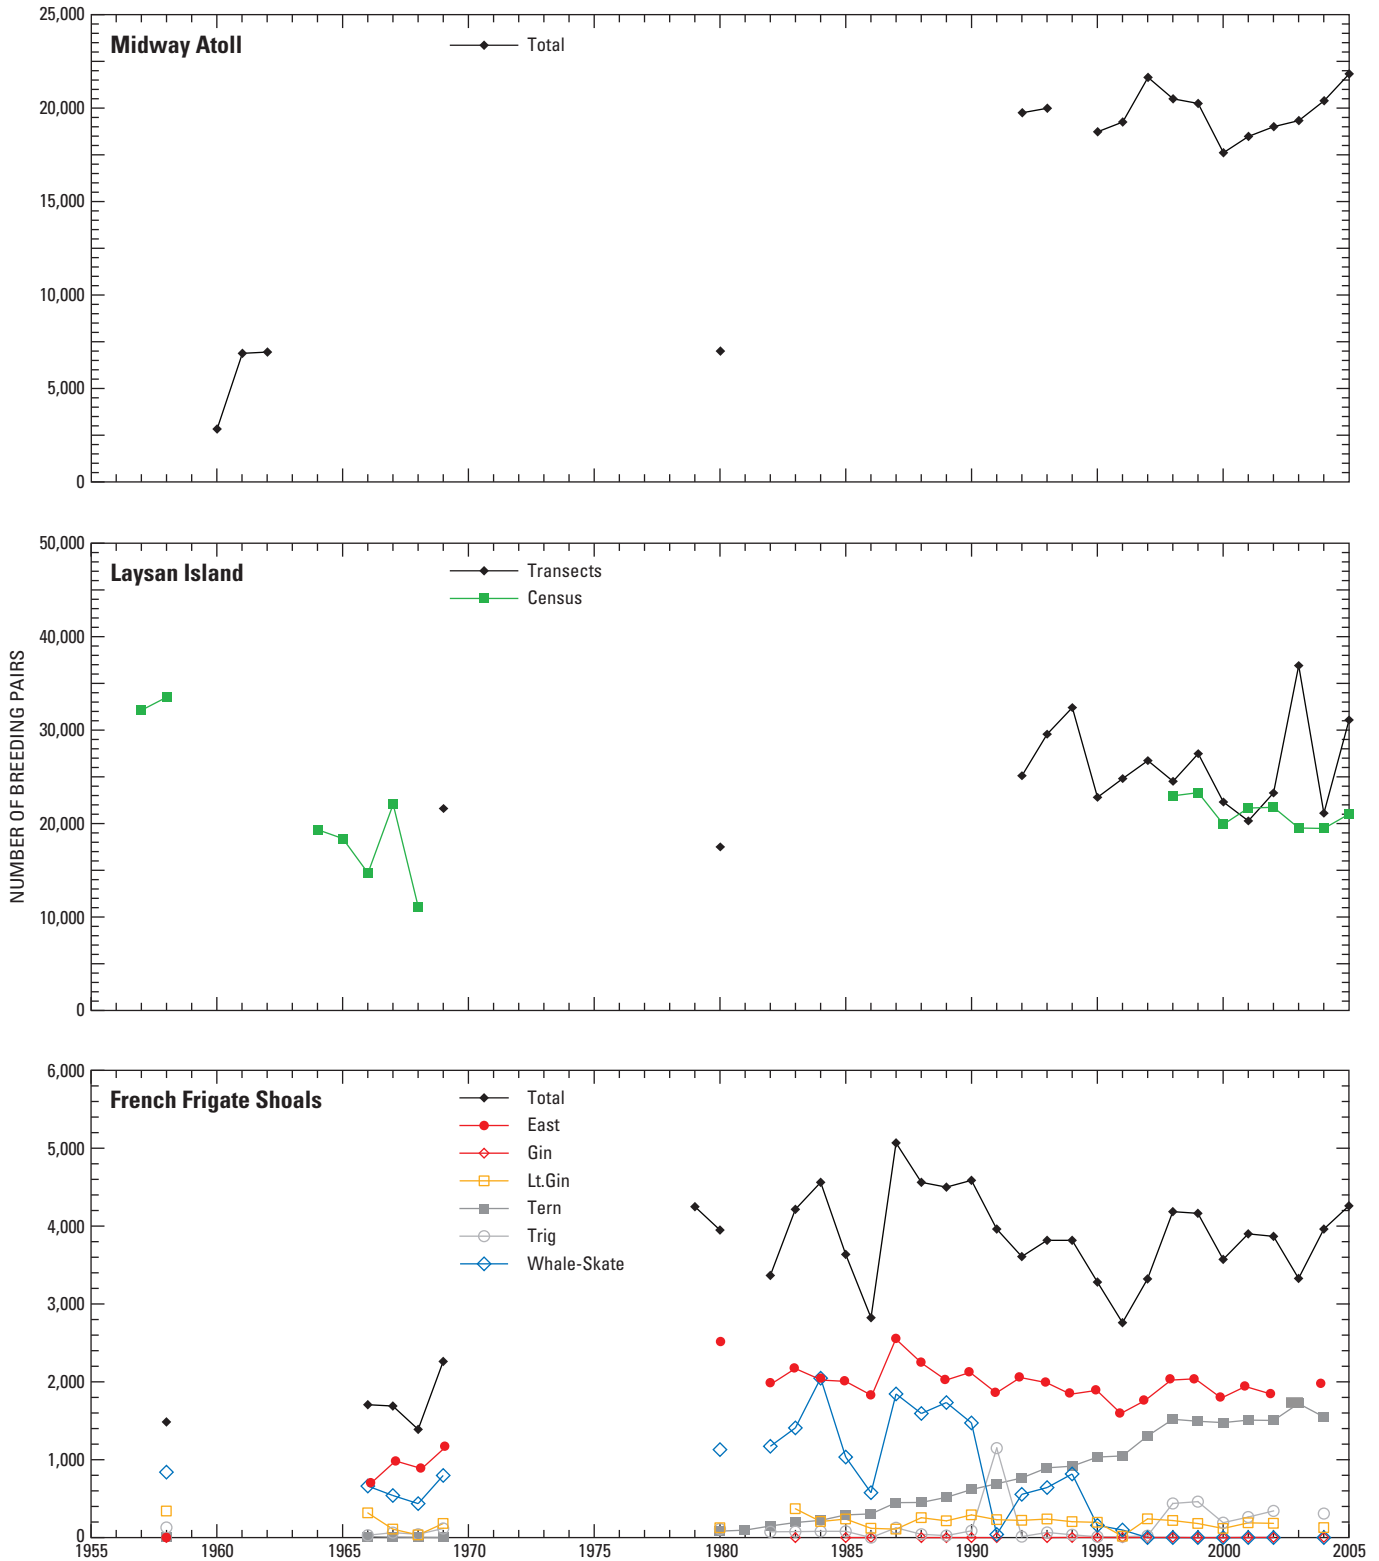 25,000
Midway Atoll
Total
20,000
15,000
10,000
5,000
0
50,000
Laysan Island
Transects
Census
40,000
30,000
20,000
10,000
0
NUMBER OF BREEDING PAIRS
6,000
French Frigate Shoals
Total
East
Gin
Lt.Gin
Tern
Trig
Whale-Skate
5,000
4,000
3,000
2,000
1,000
0
1955 1960 1965 1970 1975 1980 1985 1990 1995 2000 2005